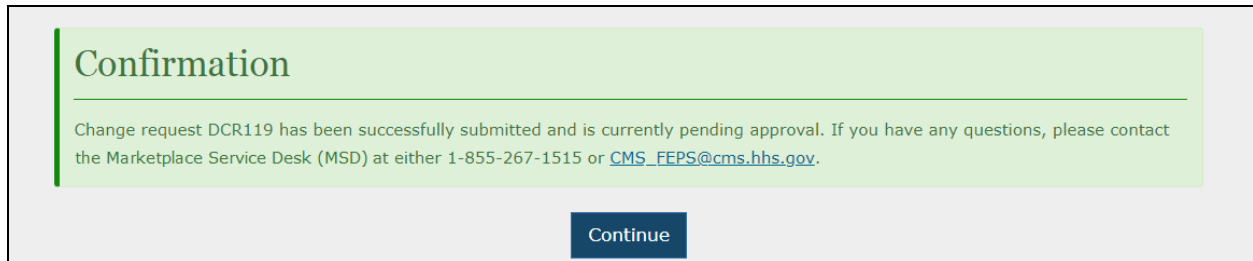 Confirmation
Change request DCR119 has been successfully submitted and is currently pending approval. If you have any questions, please contact
the Marketplace Service Desk (MSD) at either 1-855-267-1515 or CMS_FEPS@cms.hhs.gov.
Continue